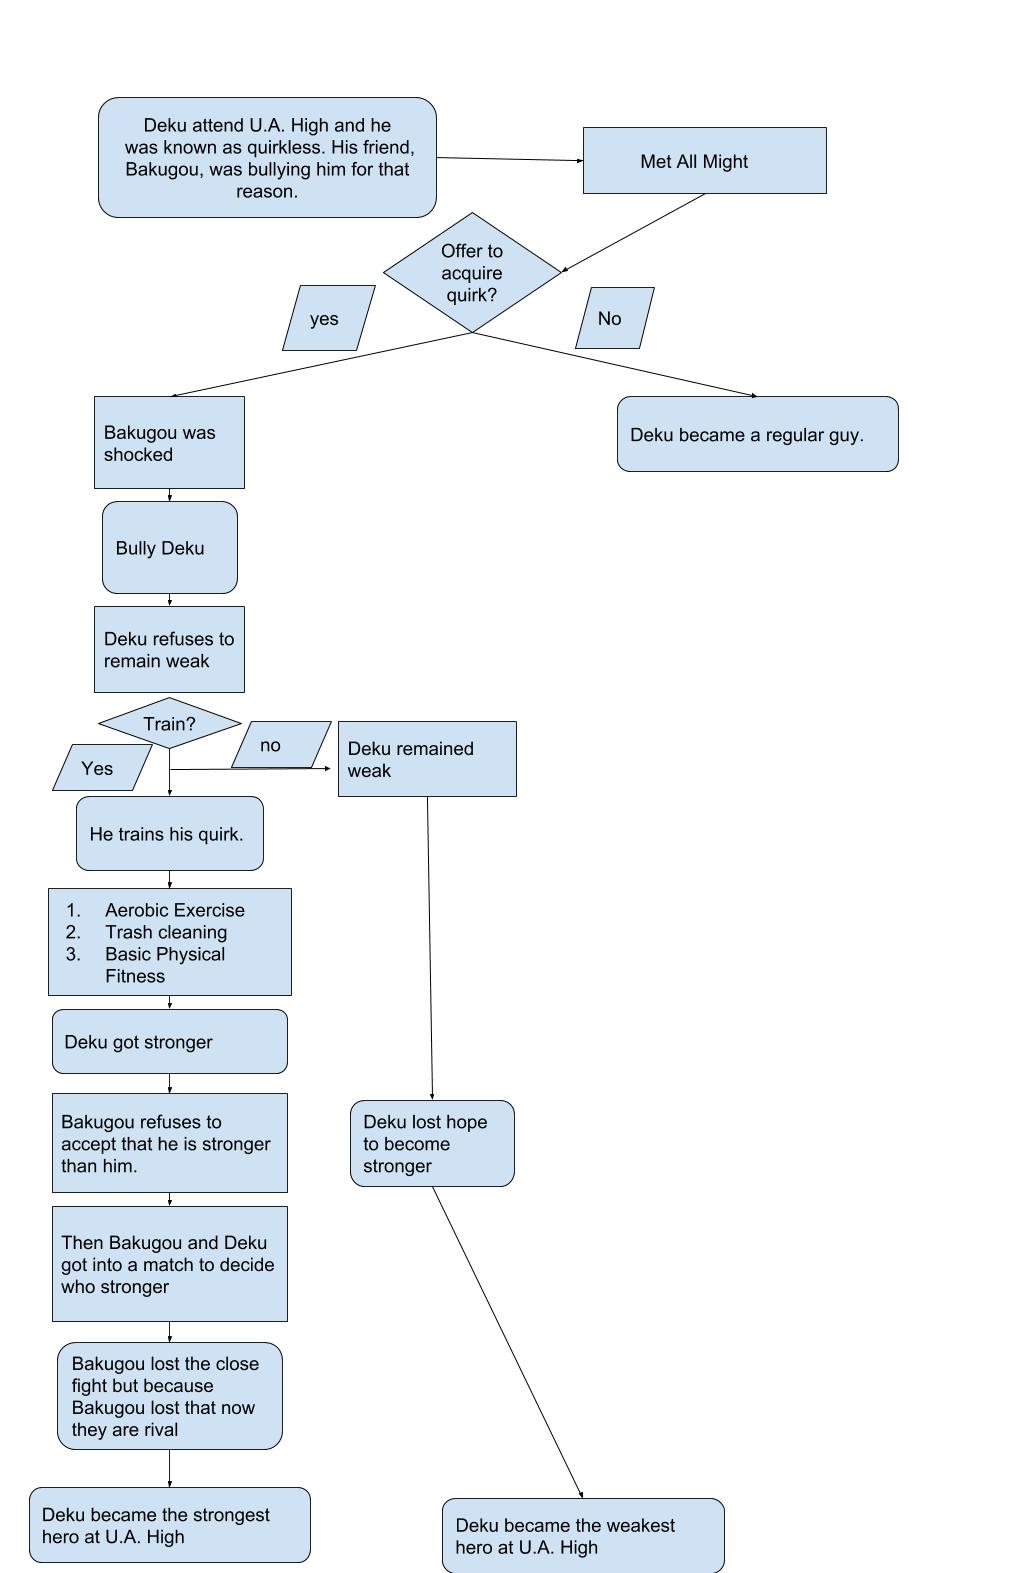 Deku attend U.A. High and he
was known as quirkless. His friend,
Bakugou, was bullying him for that
reason.
Met All Might
Offer to
acquire
quirk?
yes
No
Bakugou was
shocked
Deku became a regular guy.
Bully Deku
Deku refuses to
remain weak
Train?
no
Yes
Deku remained
weak
He trains his quirk.
1. Aerobic Exercise
2. Trash cleaning
3. Basic Physical
Fitness
Deku got stronger
Bakugou refuses to
accept that he is stronger
than him.
Deku lost hope
to become
stronger
Then Bakugou and Deku
got into a match to decide
who stronger
Bakugou lost the close
fight but because
Bakugou lost that now
they are rival
Deku became the strongest
hero at U.A. High
Deku became the weakest
hero at U.A. High